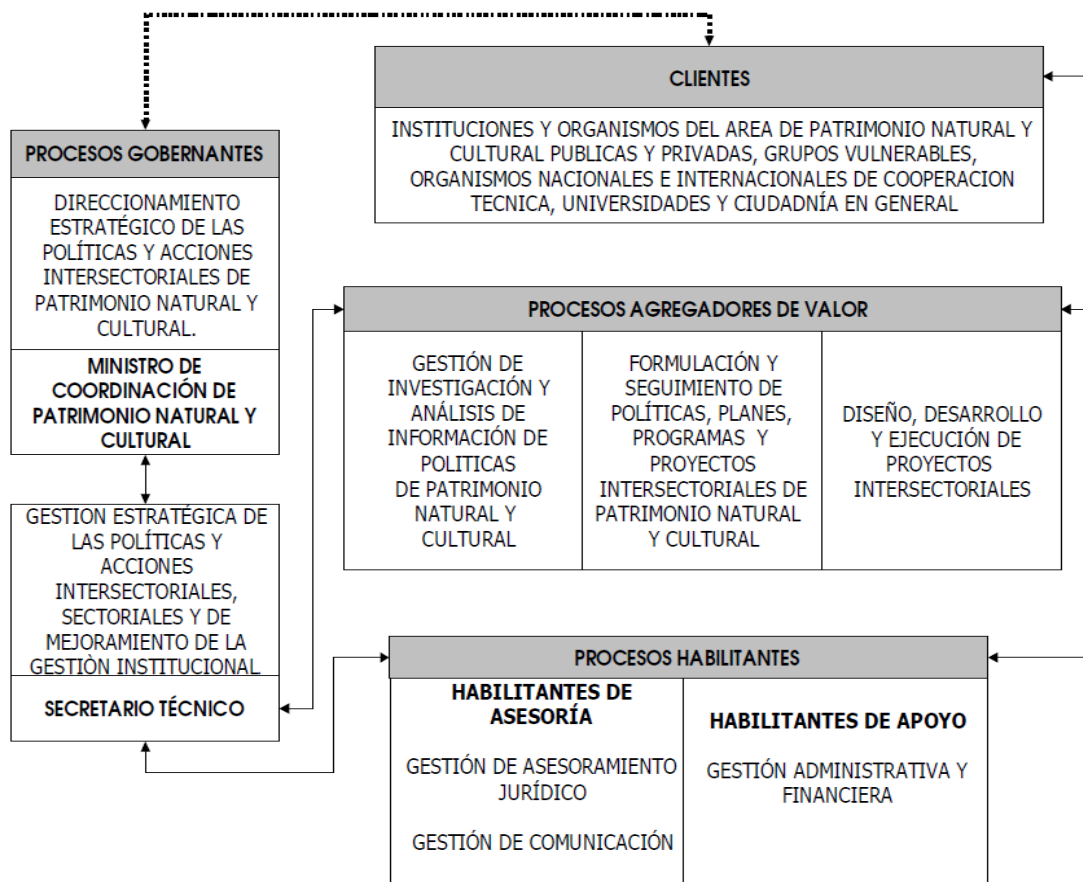 CLIENTES
INSTITUCIONES Y ORGANISMOS DEL AREA DE PATRIMONIO NATURAL Y
CULTURAL PUBLICAS Y PRIVADAS, GRUPOS VULNERABLES,
ORGANISMOS NACIONALES E INTERNACIONALES DE COOPERACION
TECNICA, UNIVERSIDADES Y CIUDADNÍA EN GENERAL
PROCESOS GOBERNANTES
DIRECCIONAMIENTO
ESTRATÉGICO DE LAS
POLÍTICAS Y ACCIONES
INTERSECTORIALES DE
PATRIMONIO NATURAL Y
CULTURAL.
MINISTRO DE
COORDINACIÓN DE
PATRIMONIO NATURAL Y
CULTURAL
GESTION ESTRATÉGICA DE
LAS POLÍTICAS Y
ACCIONES
INTERSECTORIALES,
SECTORIALES Y DE
MEJORAMIENTO DE LA
GESTIÒN INSTITUCIONAL
SECRETARIO TÉCNICO
PROCESOS AGREGADORES DE VALOR
GESTIÓN DE
INVESTIGACIÓN Y
ANÁLISIS DE
INFORMACIÓN DE
POLITICAS
DE PATRIMONIO
NATURAL Y
CULTURAL
FORMULACIÓN Y
SEGUIMIENTO DE
POLÍTICAS, PLANES,
PROGRAMAS Y
PROYECTOS
INTERSECTORIALES DE
PATRIMONIO NATURAL
Y CULTURAL
DISEÑO, DESARROLLO
Y EJECUCIÓN DE
PROYECTOS
INTERSECTORIALES
PROCESOS HABILITANTES
HABILITANTES DE
ASESORÍA
GESTIÓN DE ASESORAMIENTO
JURÍDICO
GESTIÓN DE COMUNICACIÓN
HABILITANTES DE APOYO
GESTIÓN ADMINISTRATIVA Y
FINANCIERA